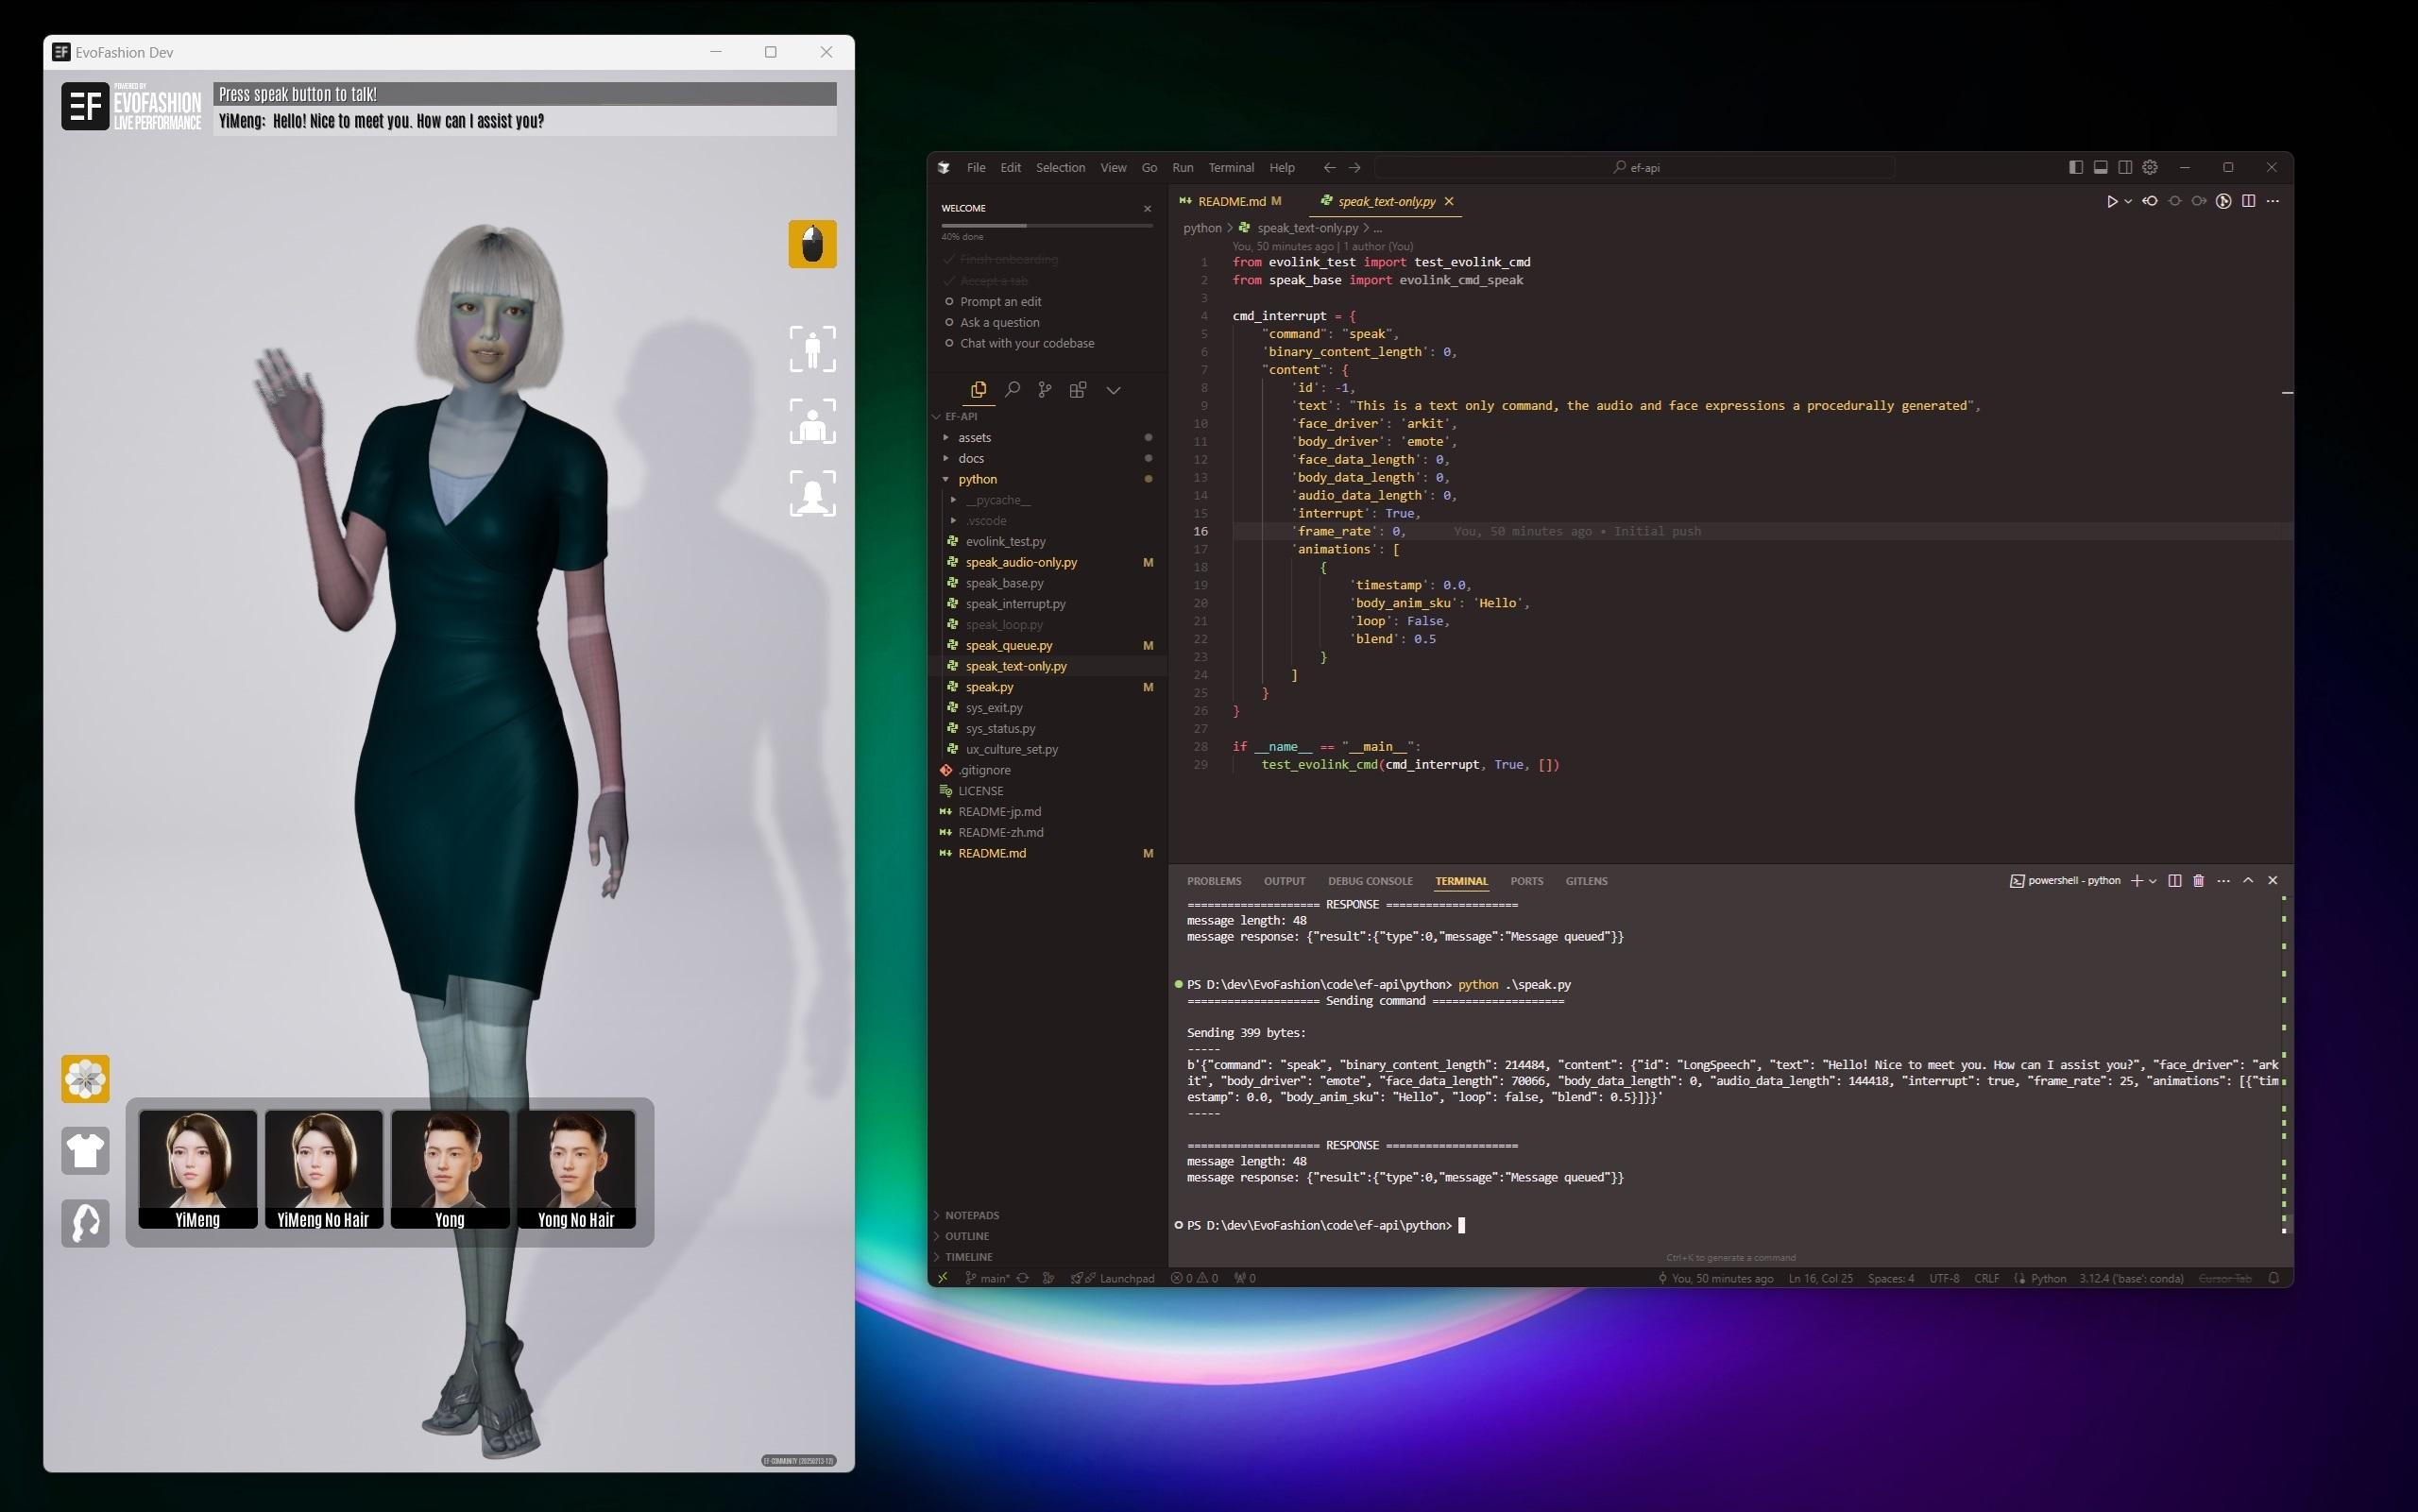 EvoFashion Dev
EF
POWERED BY
EVOFASHION
LIVE PERFORMANCE
Press speak button to talk!
YiMeng: Hello! Nice to meet you. How can I assist you?
YiMeng
YiMeng No Hair
Yong
Yong No Hair
File Edit Selection View Go Run Terminal Help
ef-api
WELCOME
40% done
Finish onboarding
Accept a tab
Prompt an edit
Ask a question
Chat with your codebase
EF-API
assets
docs
python
__pycache__
.vscode
evolink_test.py
speak_audio-only.py M
speak_base.py
speak_interrupt.py
speak_loop.py
speak_queue.py M
speak_text-only.py
speak.py M
sys_exit.py
sys_status.py
ux_culture_set.py
.gitignore
LICENSE
README-jp.md
README-zh.md
README.md M
NOTEPADS
OUTLINE
TIMELINE
README.md M speak_text-only.py
python > speak_text-only.py > ...
You, 50 minutes ago | 1 author (You)
1 from evolink_test import test_evolink_cmd
2 from speak_base import evolink_cmd_speak
3
4 cmd_interrupt = {
5 "command": "speak",
6 'binary_content_length': 0,
7 "content": {
8 'id': -1,
9 'text': "This is a text only command, the audio and face expressions a procedurally generated",
10 'face_driver': 'arkit',
11 'body_driver': 'emote',
12 'face_data_length': 0,
13 'body_data_length': 0,
14 'audio_data_length': 0,
15 'interrupt': True,
16 'frame_rate': 0, You, 50 minutes ago • Initial push
17 'animations': [
18 {
19 'timestamp': 0.0,
20 'body_anim_sku': 'Hello',
21 'loop': False,
22 'blend': 0.5
23 }
24 ]
25 }
26 }
27
28 if __name__ == "__main__":
29 test_evolink_cmd(cmd_interrupt, True, [])
PROBLEMS OUTPUT DEBUG CONSOLE TERMINAL PORTS GITLENS
powershell - python
==================== RESPONSE ====================
message length: 48
message response: {"result":{"type":0,"message":"Message queued"}}
PS D:\dev\EvoFashion\code\ef-api\python> python .\speak.py
==================== Sending command ====================
Sending 399 bytes:
-----
b'{"command": "speak", "binary_content_length": 214484, "content": {"id": "LongSpeech", "text": "Hello! Nice to meet you. How can I assist you?", "face_driver": "ark
it", "body_driver": "emote", "face_data_length": 70066, "body_data_length": 0, "audio_data_length": 144418, "interrupt": true, "frame_rate": 25, "animations": [{"tim
estamp": 0.0, "body_anim_sku": "Hello", "loop": false, "blend": 0.5}]}}'
-----
==================== RESPONSE ====================
message length: 48
message response: {"result":{"type":0,"message":"Message queued"}}
PS D:\dev\EvoFashion\code\ef-api\python>
Ctrl+K to generate a command
main* Launchpad 0 0 0
You, 50 minutes ago Ln 16, Col 25 Spaces: 4 UTF-8 CRLF Python 3.12.4 ('base': conda) Cursor Tab